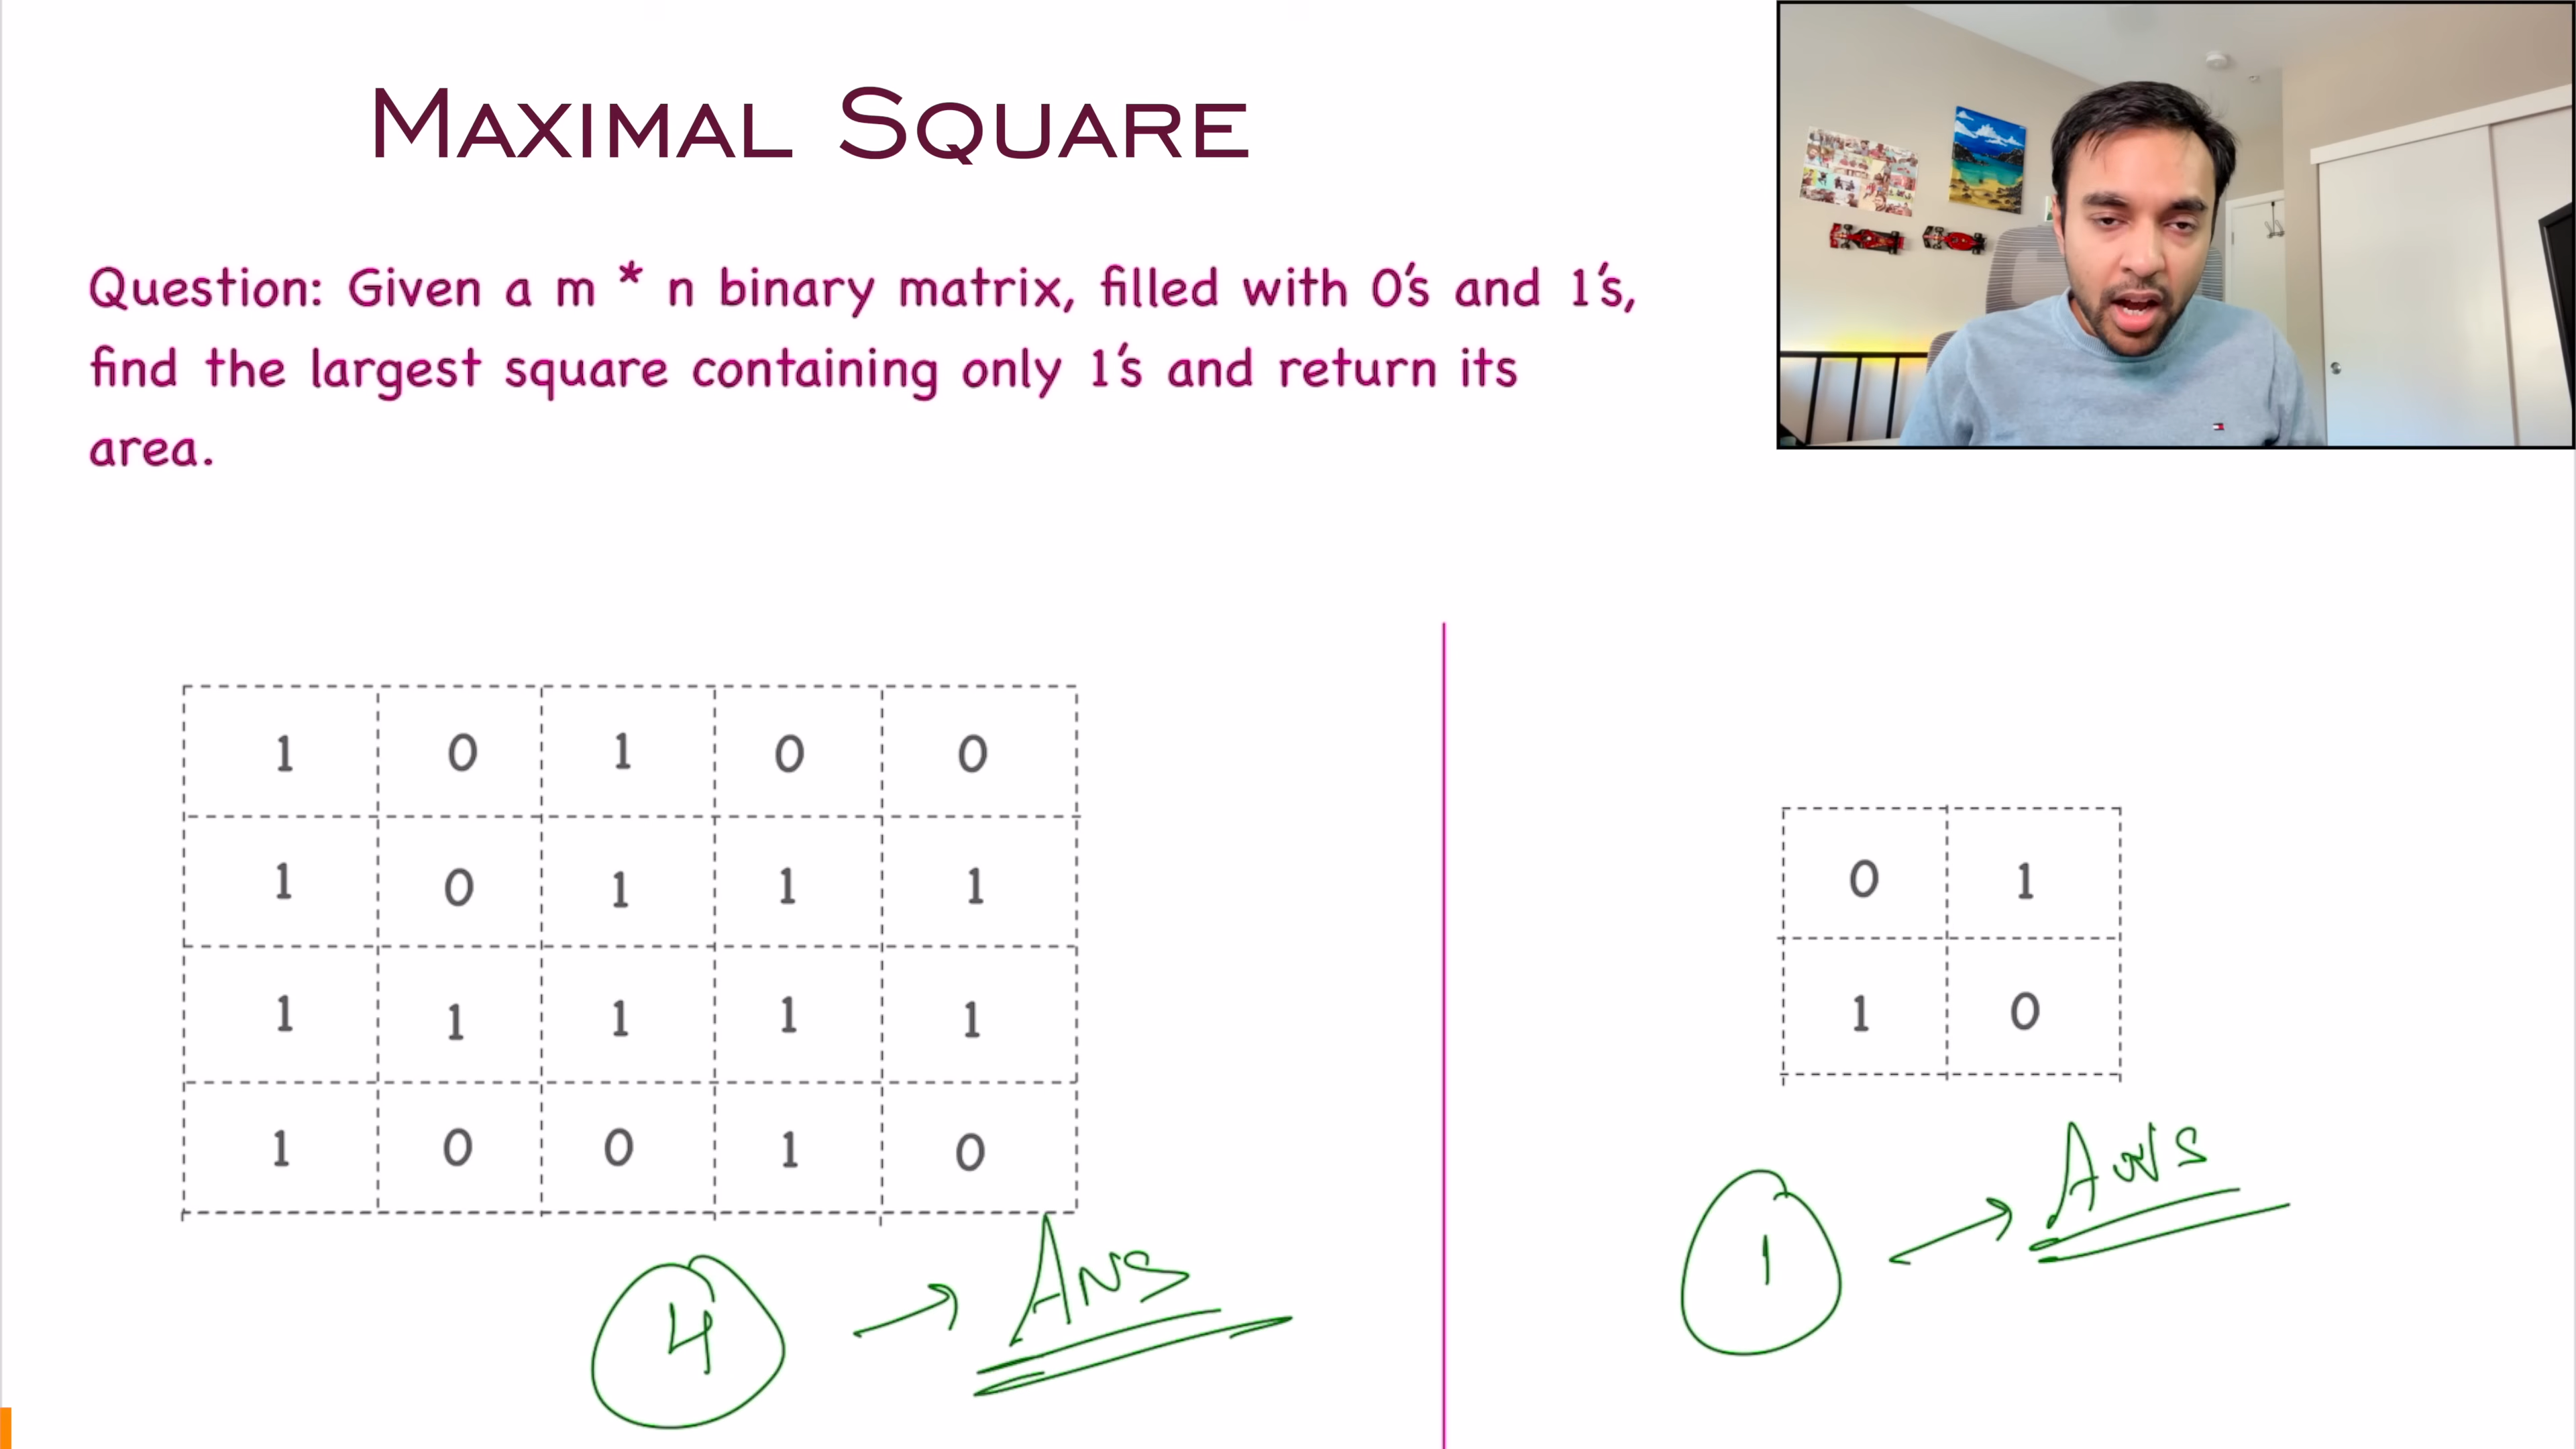 MAXIMAL SQUARE
Question: Given a m * n binary matrix, filled with 0's and 1's,
find the largest square containing only 1's and return its
area.
1 0 1 0 0
1 0 1 1 1
1 1 1 1 1
1 0 0 1 0
4 → ANS
0 1
1 0
1 → ANS